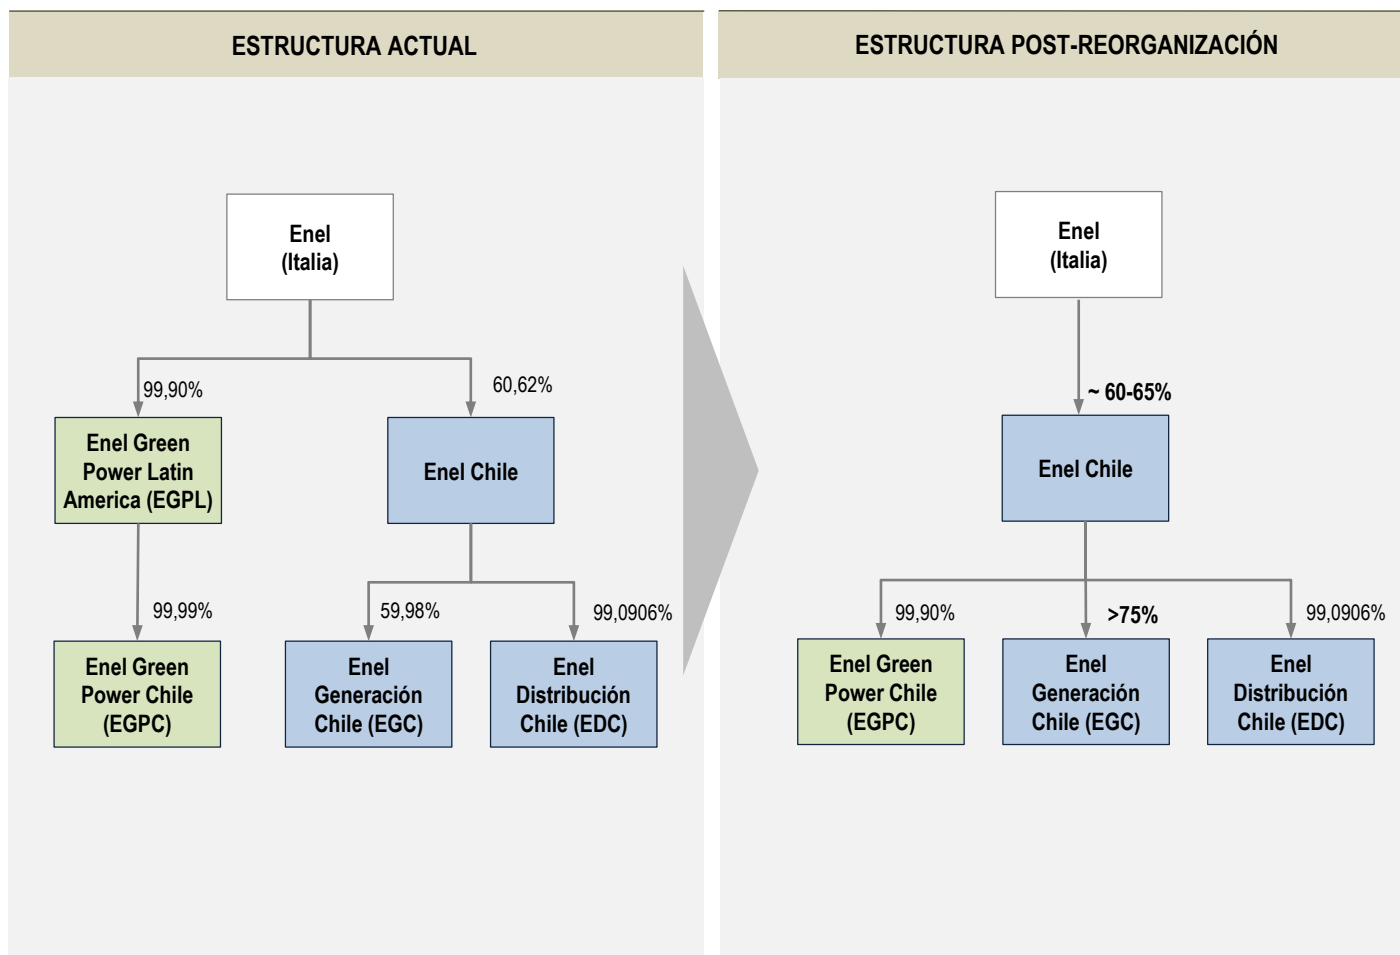 ESTRUCTURA ACTUAL
Enel
(Italia)
99,90%
60,62%
Enel Green
Power Latin
America (EGPL)
Enel Chile
99,99%
59,98%
99,0906%
Enel Green
Power Chile
(EGPC)
Enel
Generación
Chile (EGC)
Enel
Distribución
Chile (EDC)
ESTRUCTURA POST-REORGANIZACIÓN
Enel
(Italia)
~ 60-65%
Enel Chile
99,90%
>75%
99,0906%
Enel Green
Power Chile
(EGPC)
Enel
Generación
Chile (EGC)
Enel
Distribución
Chile (EDC)